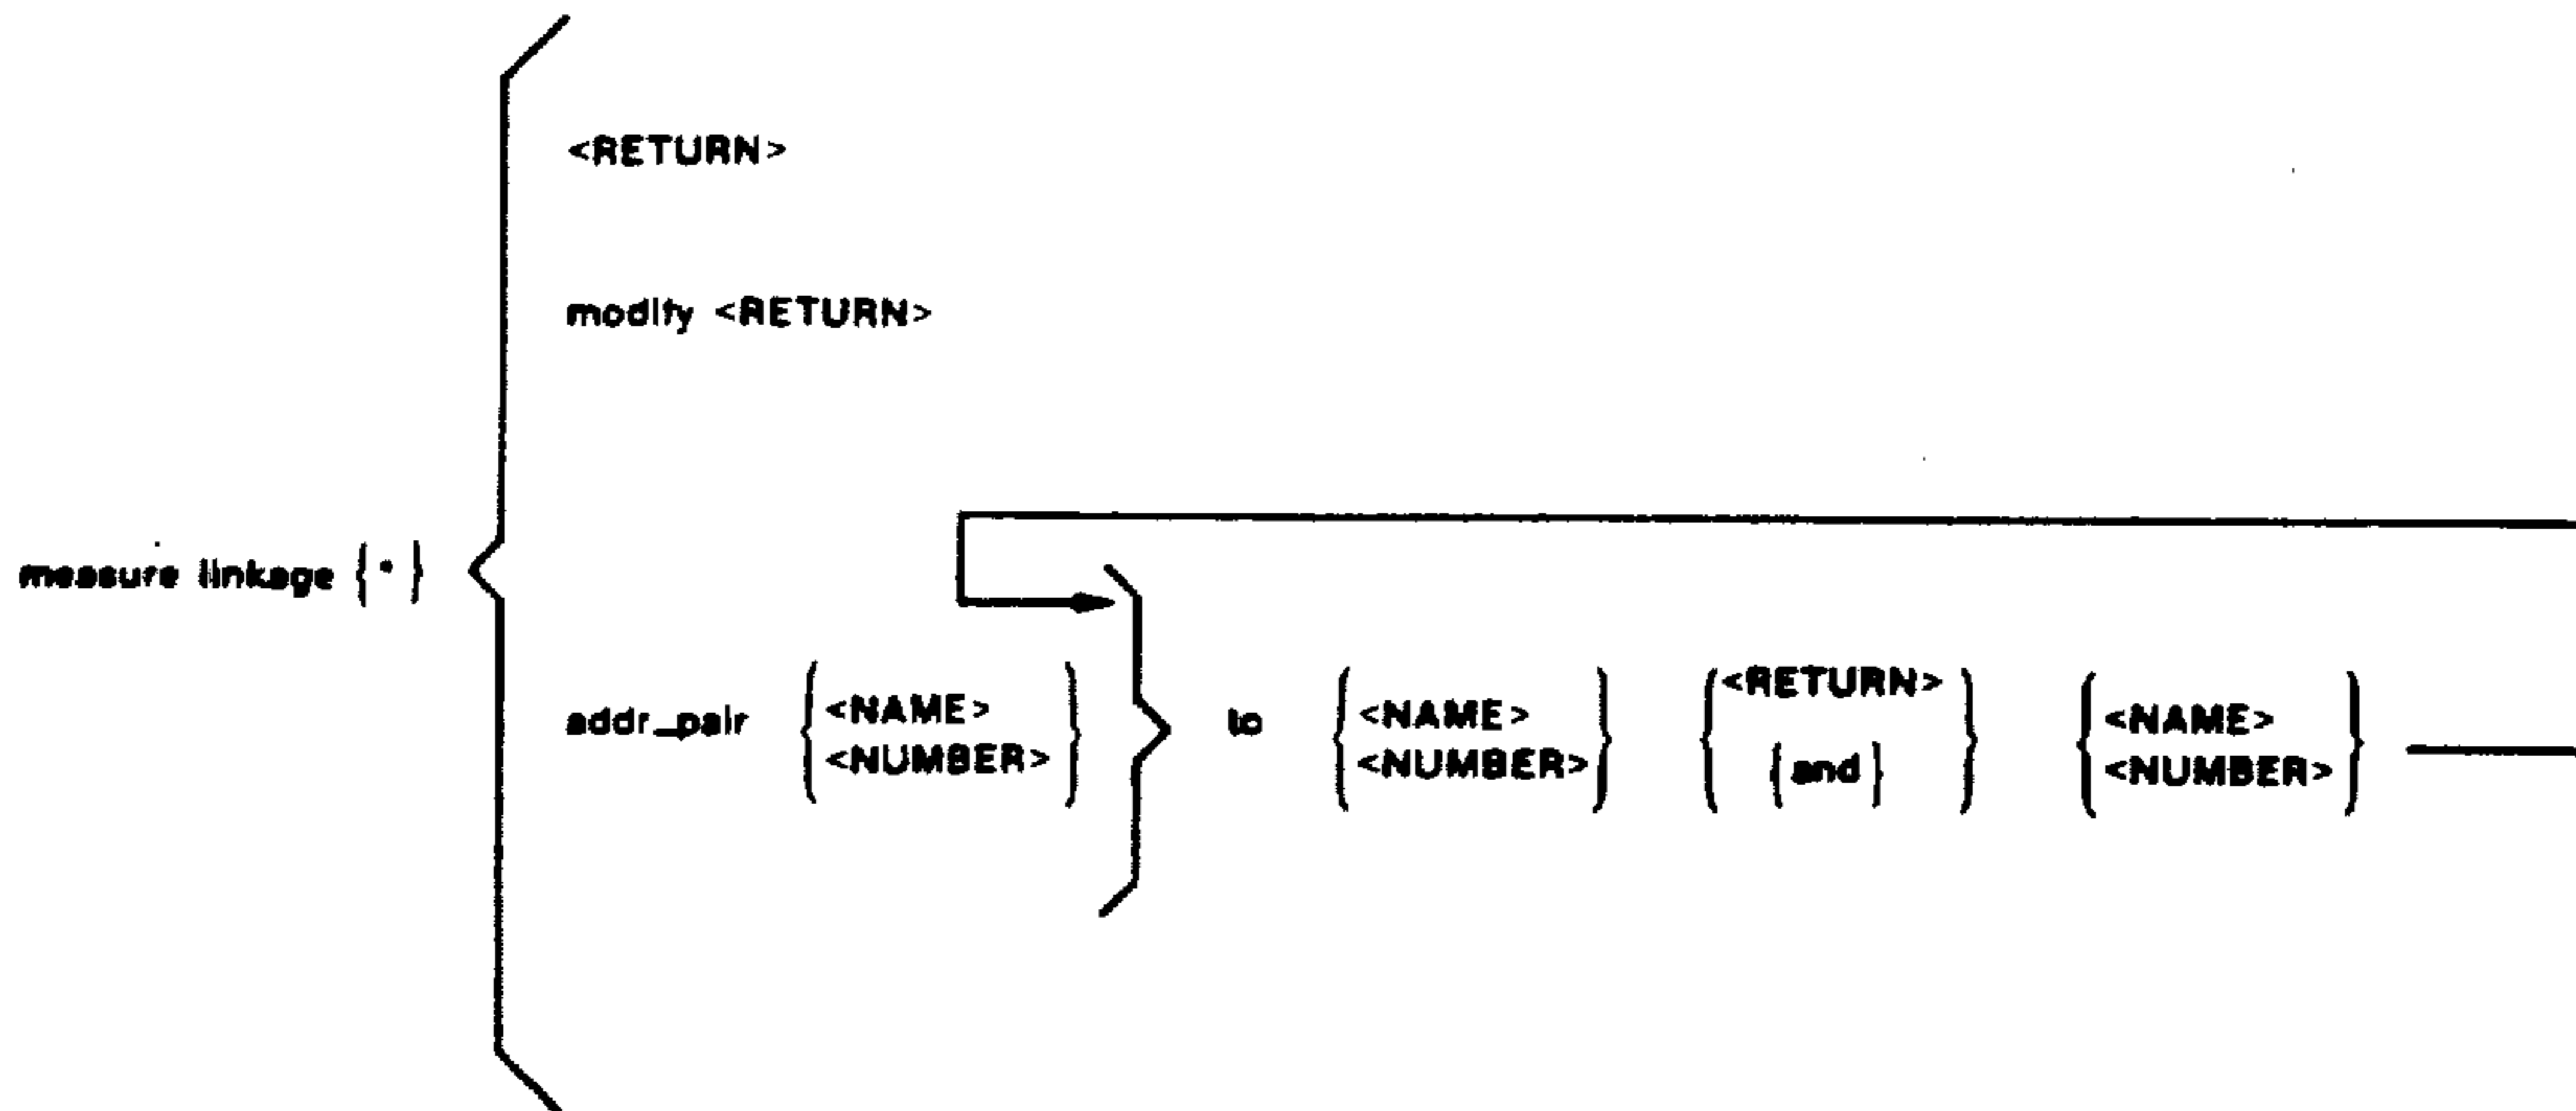 <RETURN>
modify <RETURN>
measure linkage { * }
<RETURN>
addr_pair { <NAME> } to { <NAME> } { {and} } { <NAME> }
<NUMBER> <NUMBER> <NUMBER>